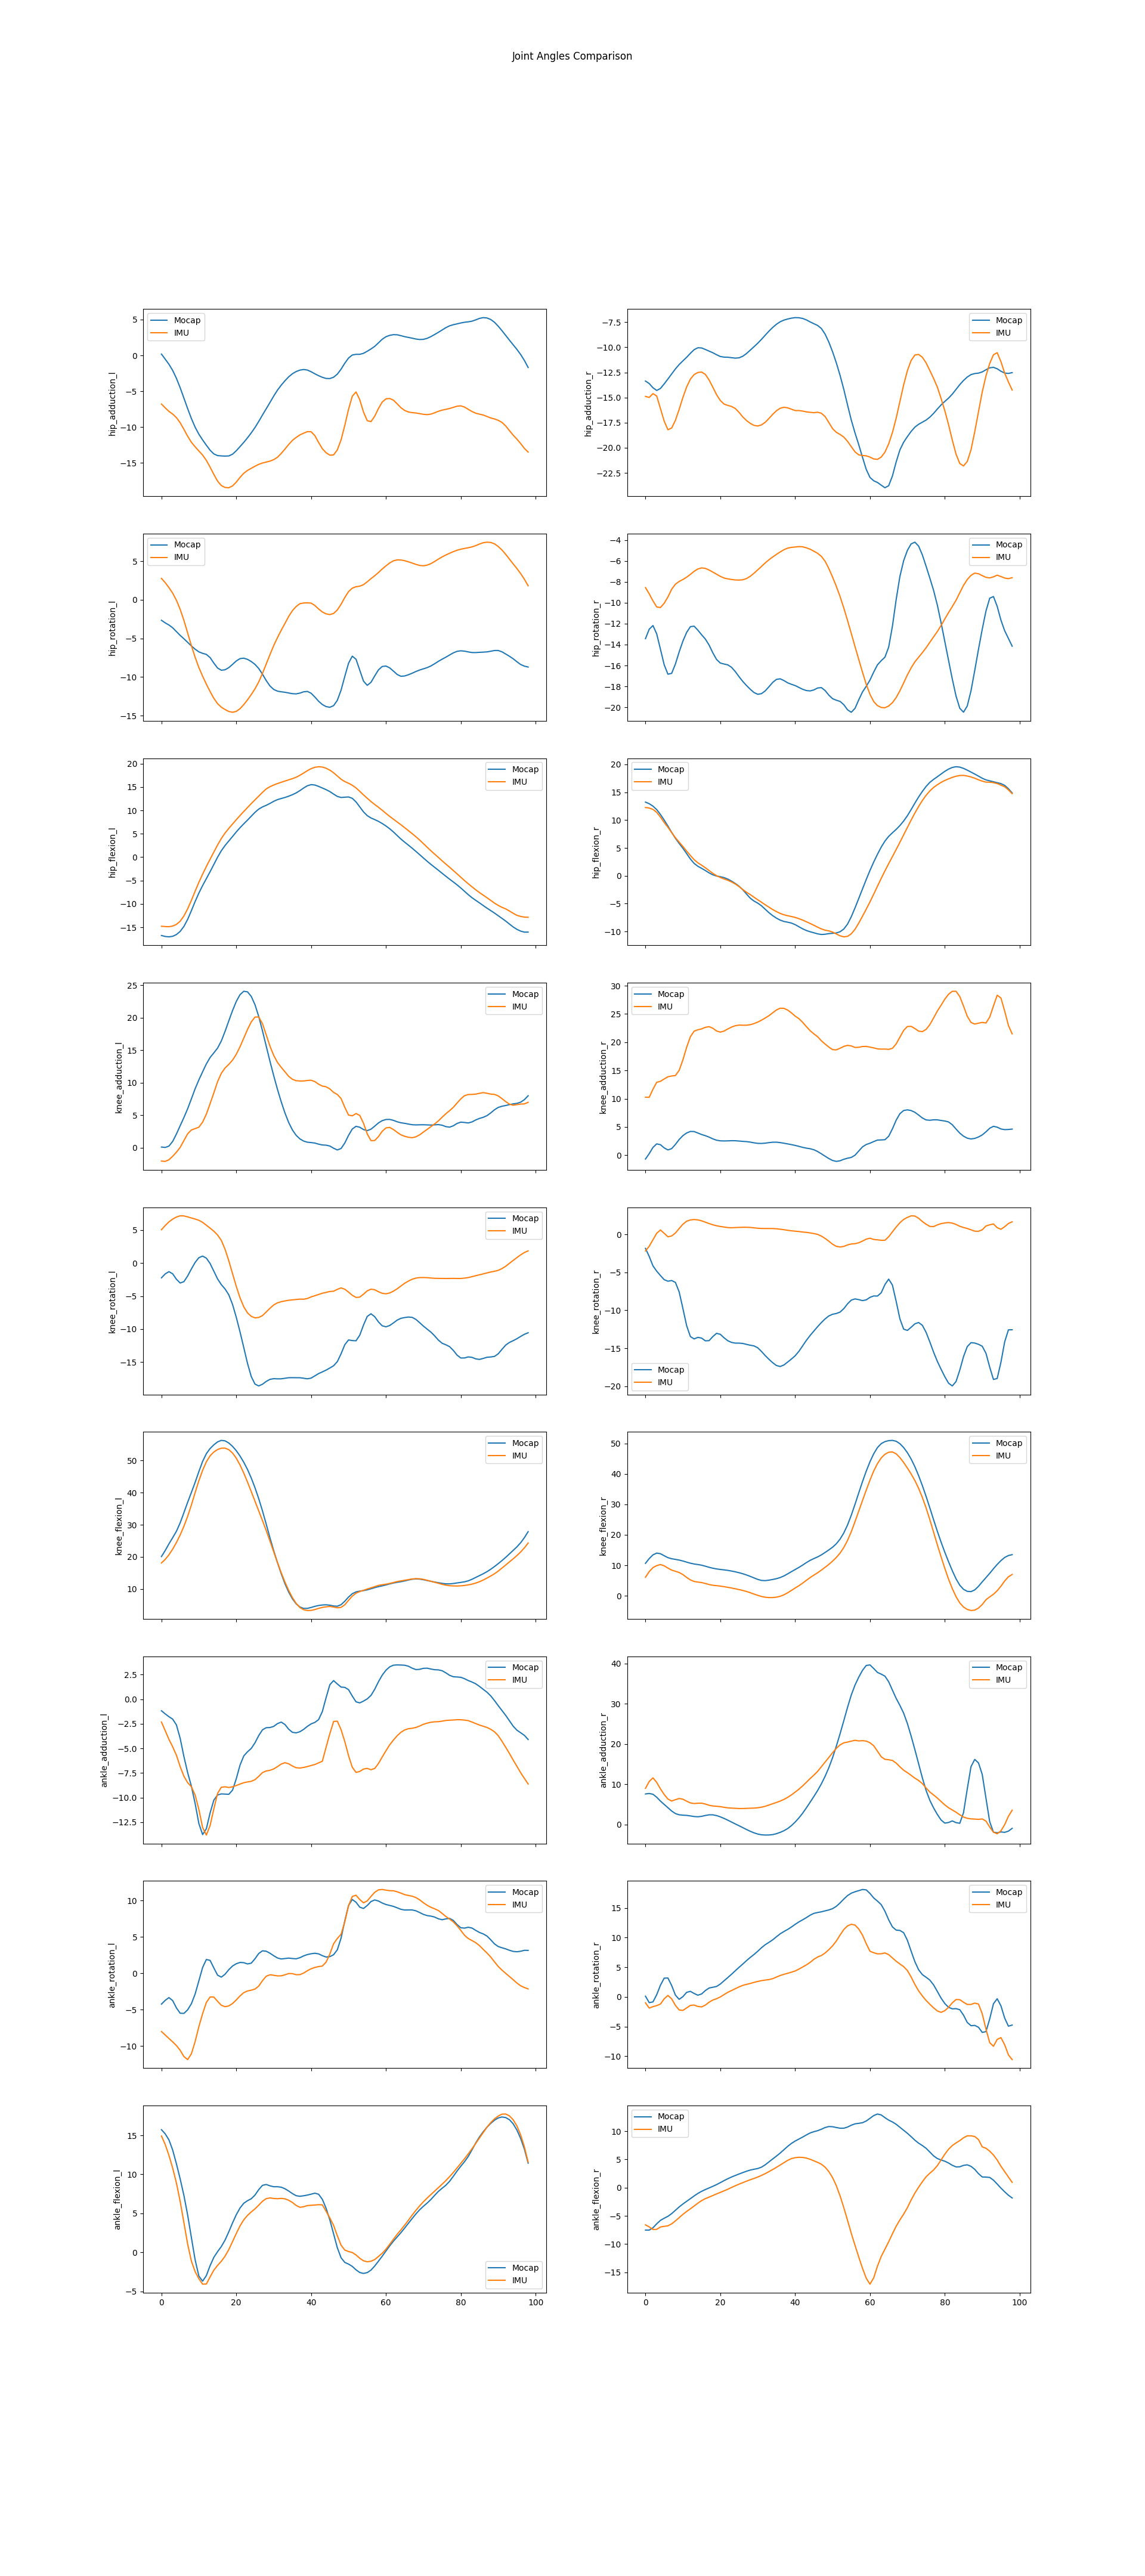 Joint Angles Comparison
hip_adduction_l
5
0
−5
−10
−15
Mocap
IMU
hip_adduction_r
−7.5
−10.0
−12.5
−15.0
−17.5
−20.0
−22.5
Mocap
IMU
hip_rotation_l
5
0
−5
−10
−15
Mocap
IMU
hip_rotation_r
−4
−6
−8
−10
−12
−14
−16
−18
−20
Mocap
IMU
hip_flexion_l
20
15
10
5
0
−5
−10
−15
Mocap
IMU
hip_flexion_r
20
15
10
5
0
−5
−10
Mocap
IMU
knee_adduction_l
25
20
15
10
5
0
Mocap
IMU
knee_adduction_r
30
25
20
15
10
5
0
Mocap
IMU
knee_rotation_l
5
0
−5
−10
−15
Mocap
IMU
knee_rotation_r
0
−5
−10
−15
−20
Mocap
IMU
knee_flexion_l
50
40
30
20
10
Mocap
IMU
knee_flexion_r
50
40
30
20
10
0
Mocap
IMU
ankle_adduction_l
2.5
0.0
−2.5
−5.0
−7.5
−10.0
−12.5
Mocap
IMU
ankle_adduction_r
40
30
20
10
0
Mocap
IMU
ankle_rotation_l
10
5
0
−5
−10
Mocap
IMU
ankle_rotation_r
15
10
5
0
−5
−10
Mocap
IMU
ankle_flexion_l
15
10
5
0
−5
Mocap
IMU
0 20 40 60 80 100
ankle_flexion_r
10
5
0
−5
−10
−15
Mocap
IMU
0 20 40 60 80 100